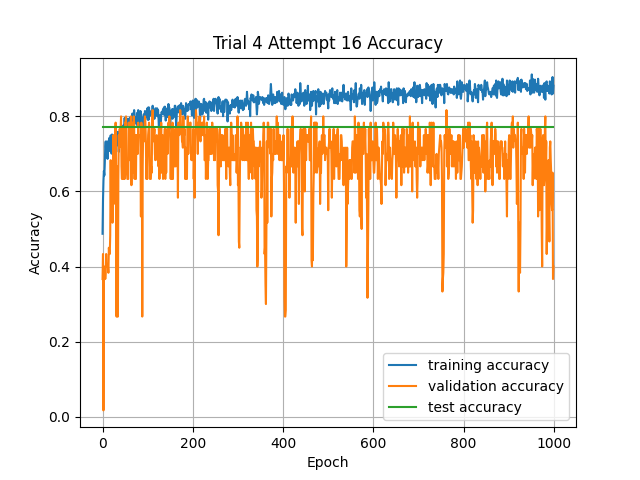 Trial 4 Attempt 16 Accuracy
Accuracy
0.8
0.6
0.4
0.2
0.0
training accuracy
validation accuracy
test accuracy
0 200 400 600 800 1000
Epoch